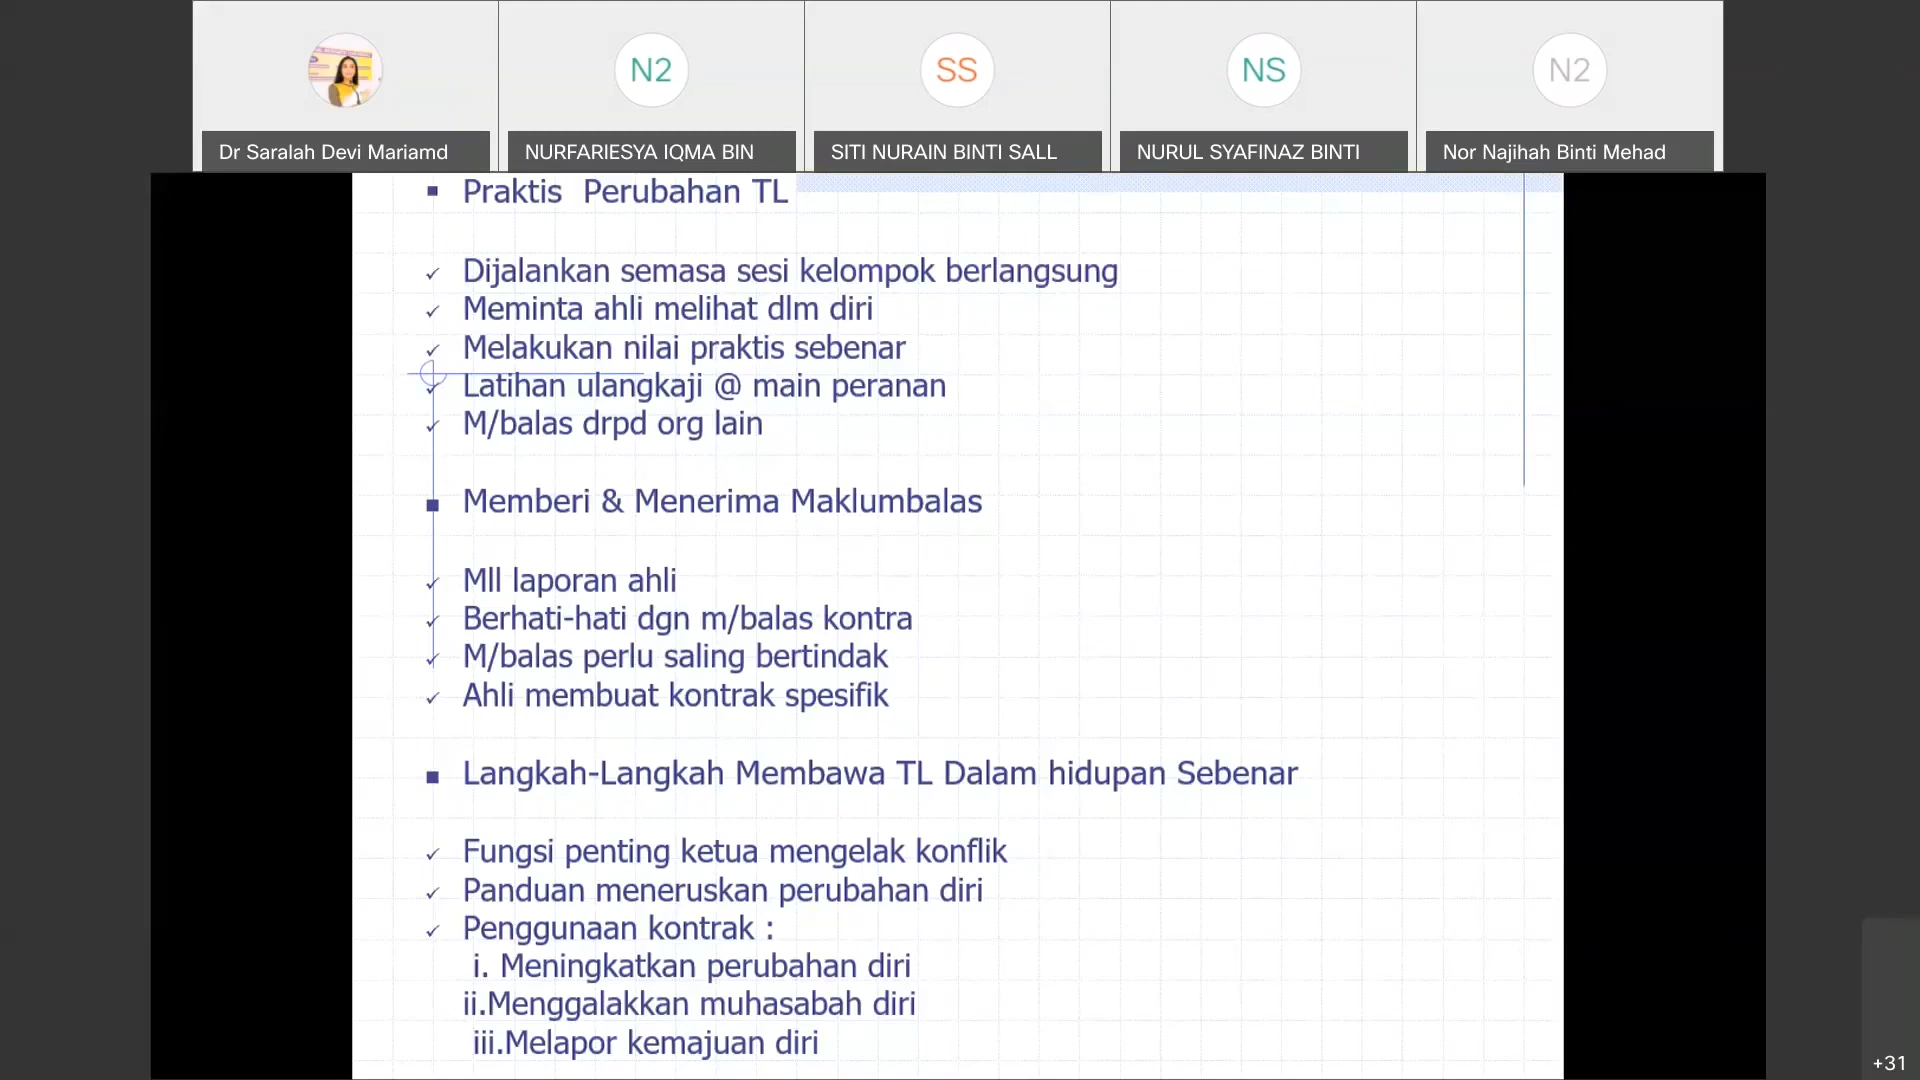 N2
SS
NS
N2
Dr Saralah Devi Mariamd
NURFARIESYA IQMA BIN
SITI NURAIN BINTI SALL
NURUL SYAFINAZ BINTI
Nor Najihah Binti Mehad
Praktis Perubahan TL
Dijalankan semasa sesi kelompok berlangsung
Meminta ahli melihat dlm diri
Melakukan nilai praktis sebenar
Latihan ulangkaji @ main peranan
M/balas drpd org lain
Memberi & Menerima Maklumbalas
Mll laporan ahli
Berhati-hati dgn m/balas kontra
M/balas perlu saling bertindak
Ahli membuat kontrak spesifik
Langkah-Langkah Membawa TL Dalam hidupan Sebenar
Fungsi penting ketua mengelak konflik
Panduan meneruskan perubahan diri
Penggunaan kontrak :
i. Meningkatkan perubahan diri
ii.Menggalakkan muhasabah diri
iii.Melapor kemajuan diri
+31